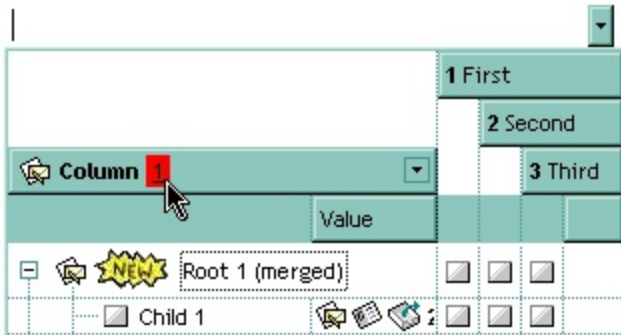 1 First
2 Second
Column 1
3 Third
Value
NEW Root 1 (merged)
Child 1